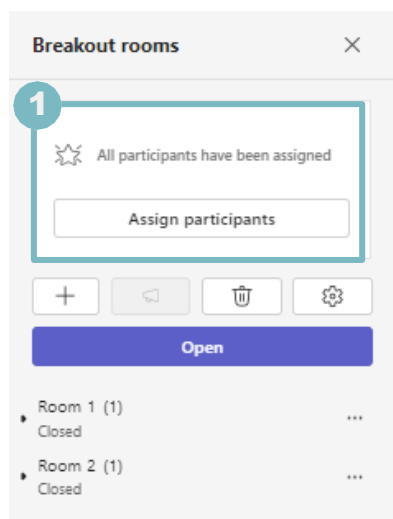 Breakout rooms
1
All participants have been assigned
Assign participants
Open
Room 1 (1)
Closed
Room 2 (1)
Closed